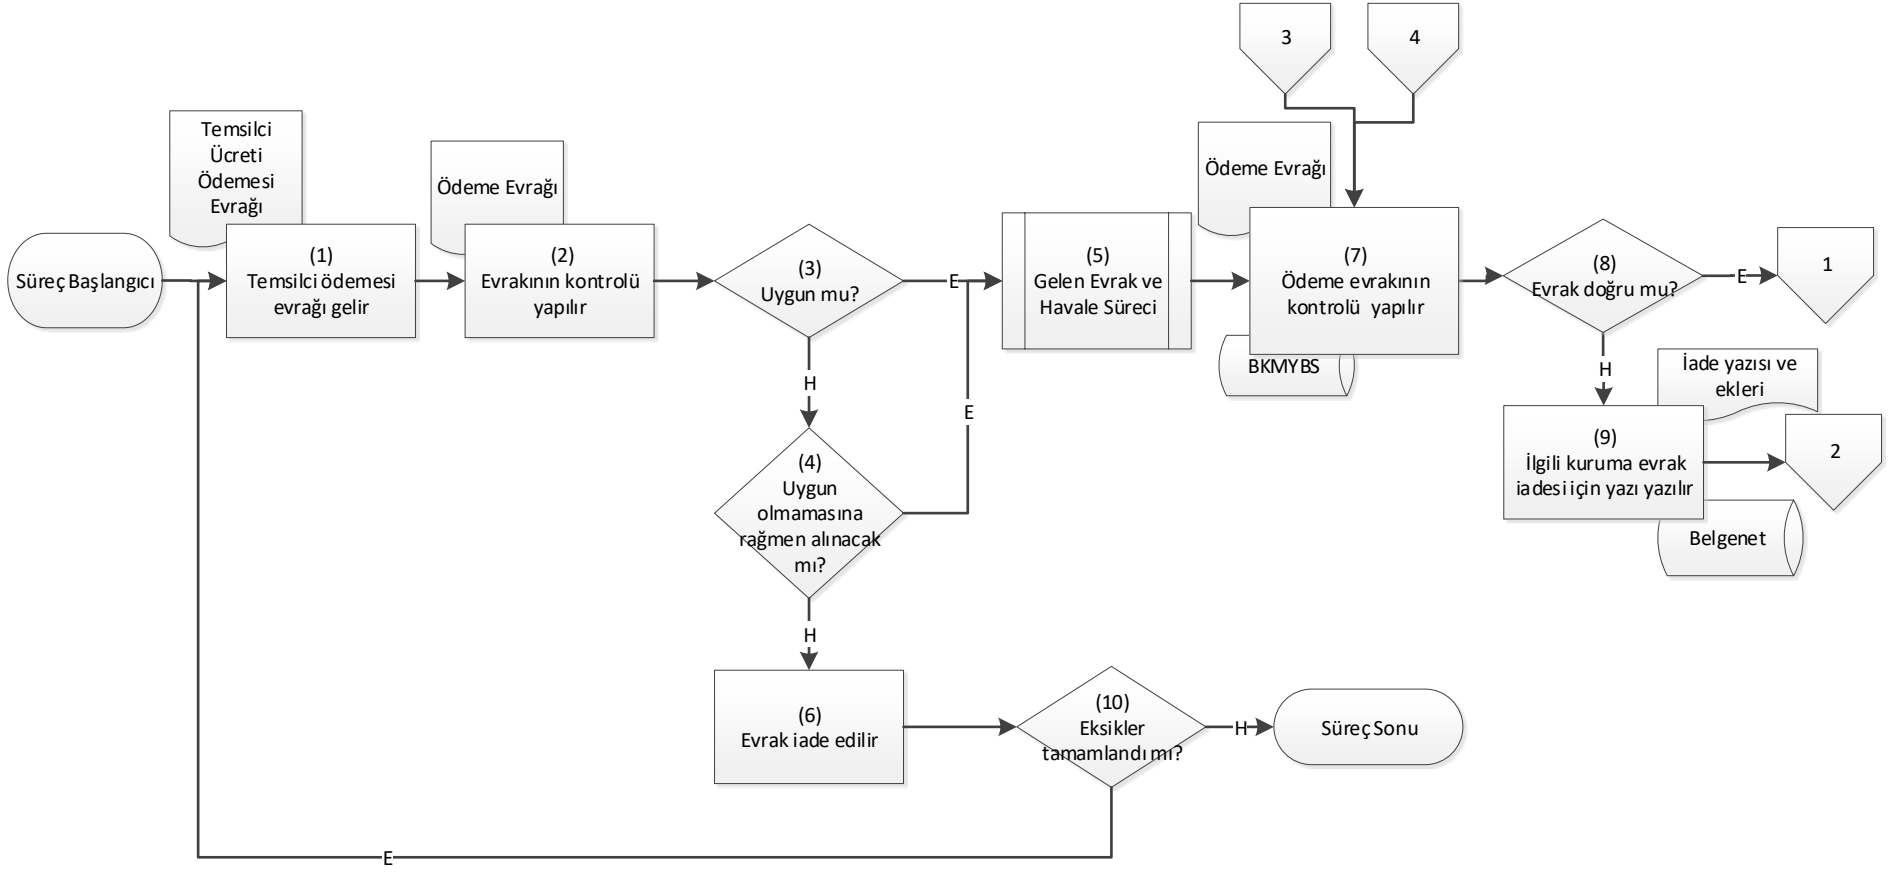 3
4
Temsilci
Ücreti
Ödemesi
Evrağı
Ödeme Evrağı
Ödeme Evrağı
Süreç Başlangıcı
(1)
Temsilci ödemesi
evrağı gelir
(2)
Evrakının kontrolü
yapılır
(3)
Uygun mu?
E
(5)
Gelen Evrak ve
Havale Süreci
(7)
Ödeme evrakının
kontrolü yapılır
BKMYBS
(8)
Evrak doğru mu?
E
1
H
İade yazısı ve
ekleri
(9)
İlgili kuruma evrak
iadesi için yazı yazılır
2
Belgenet
H
E
(4)
Uygun
olmamasına
rağmen alınacak
mı?
H
(6)
Evrak iade edilir
(10)
Eksikler
tamamlandı mı?
H
Süreç Sonu
E